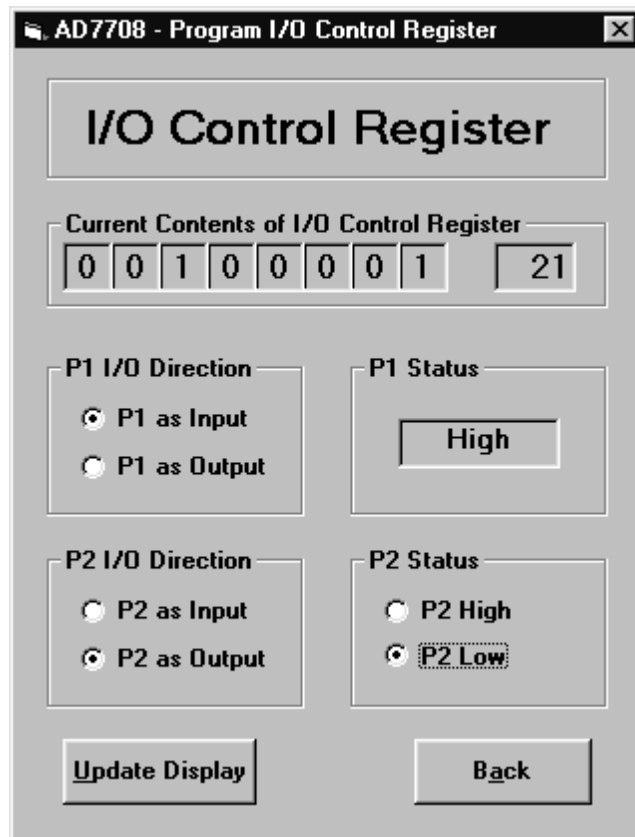 AD7708 - Program I/O Control Register
I/O Control Register
Current Contents of I/O Control Register
0 0 1 0 0 0 0 1 21
P1 I/O Direction
P1 as Input
P1 as Output
P1 Status
High
P2 I/O Direction
P2 as Input
P2 as Output
P2 Status
P2 High
P2 Low
Update Display
Back